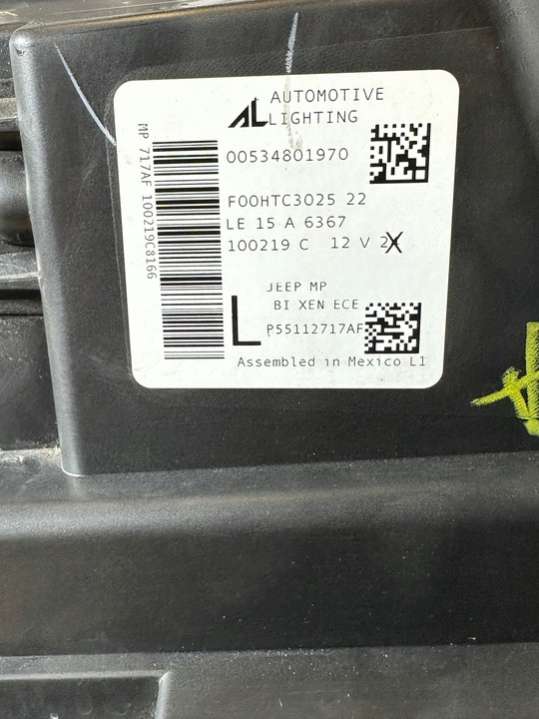 AL AUTOMOTIVE
LIGHTING
00534801970
F00HTC3025 22
LE 15 A 6367
100219 C 12 V 2X
JEEP MP
BI XEN ECE
L P55112717AF
Assembled in Mexico L1
MP 717AF 100219C8166